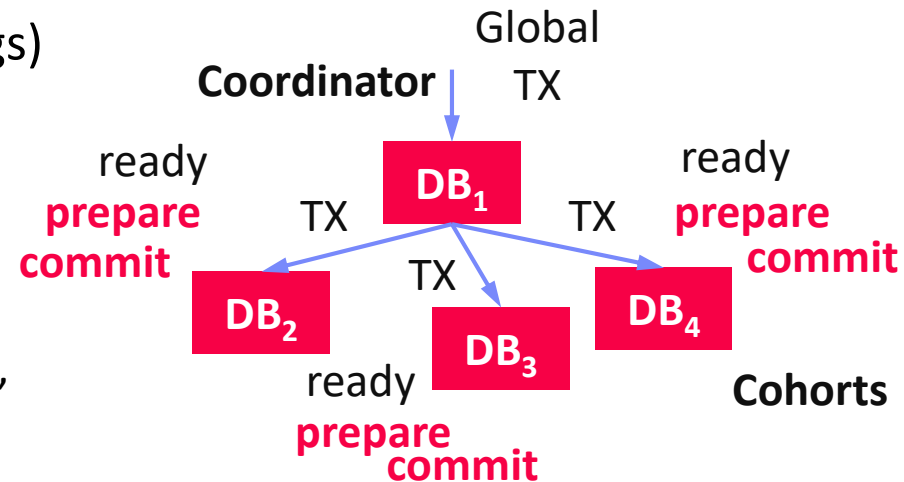 gs)
Global
Coordinator TX
DB1
ready
prepare
commit
TX
TX
TX
ready
prepare
commit
DB2
DB3
DB4
,
ready
prepare
commit
Cohorts